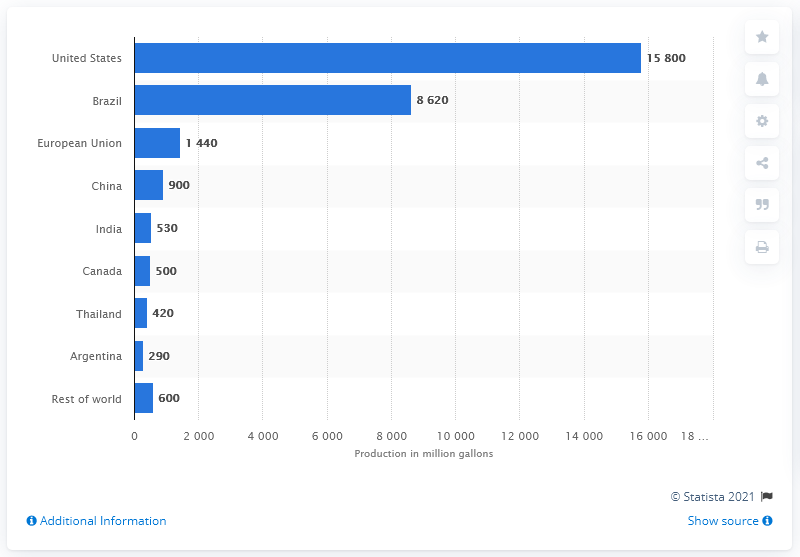 United States 15 800
Brazil 8 620
European Union 1 440
China 900
India 530
Canada 500
Thailand 420
Argentina 290
Rest of world 600
0 2 000 4 000 6 000 8 000 10 000 12 000 14 000 16 000 18 ...
Production in million gallons
© Statista 2021
Additional Information Show source